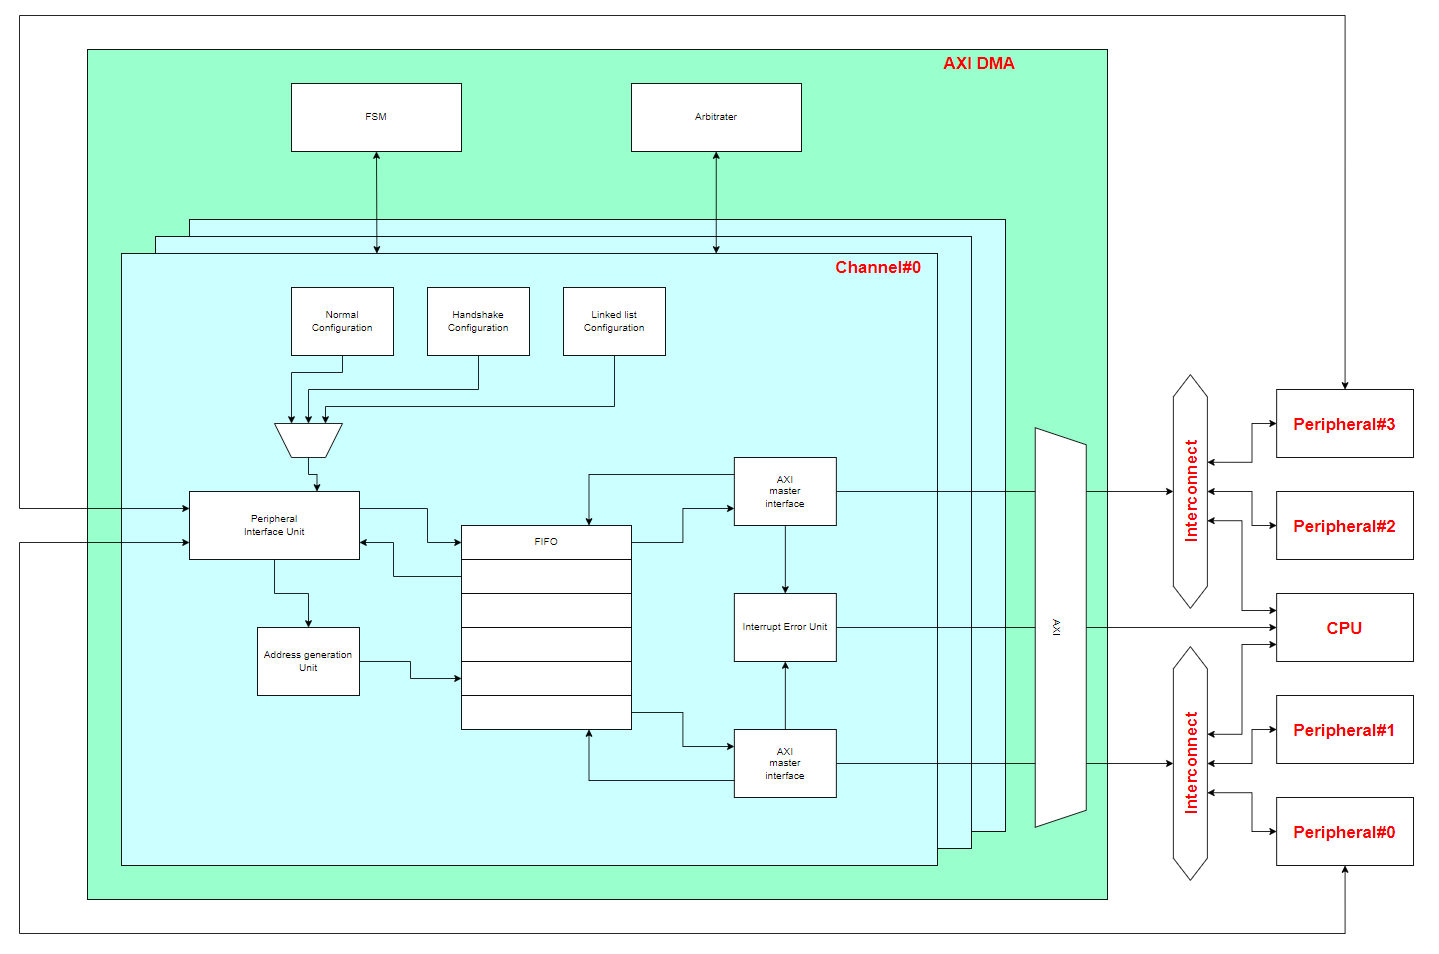 AXI DMA
FSM
Arbitrater
Channel#0
Normal
Configuration
Handshake
Configuration
Linked list
Configuration
Peripheral
Interface Unit
Address generation
Unit
FIFO
AXI
master
interface
Interrupt Error Unit
AXI
master
interface
AXI
Interconnect
Interconnect
Peripheral#3
Peripheral#2
CPU
Peripheral#1
Peripheral#0